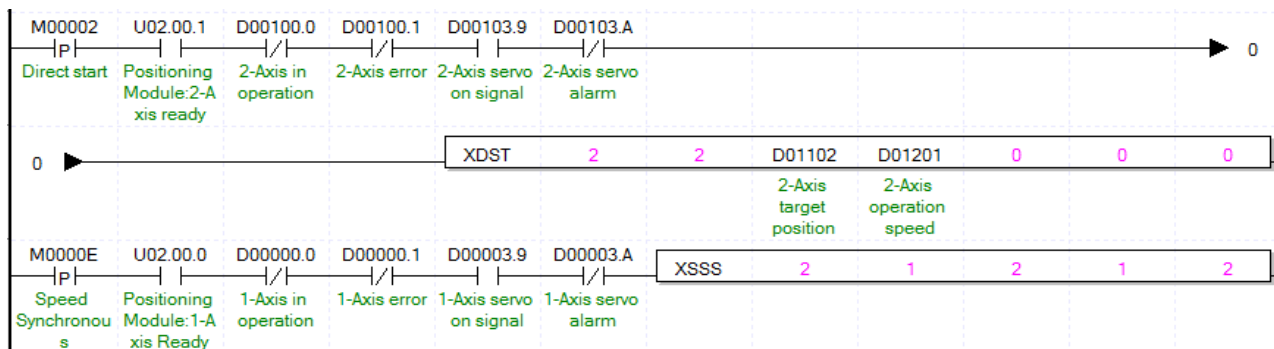 M00002 U02.00.1 D00100.0 D00100.1 D00103.9 D00103.A
P
0
Direct start Positioning Module:2-A xis ready 2-Axis in operation 2-Axis error 2-Axis servo on signal 2-Axis servo alarm
0 XDST 2 2 D01102 D01201 0 0 0
2-Axis target position 2-Axis operation speed
M0000E U02.00.0 D00000.0 D00000.1 D00003.9 D00003.A
P
XSSS 2 1 2 1 2
Speed Synchronou s Positioning Module:1-A xis Ready 1-Axis in operation 1-Axis error 1-Axis servo on signal 1-Axis servo alarm